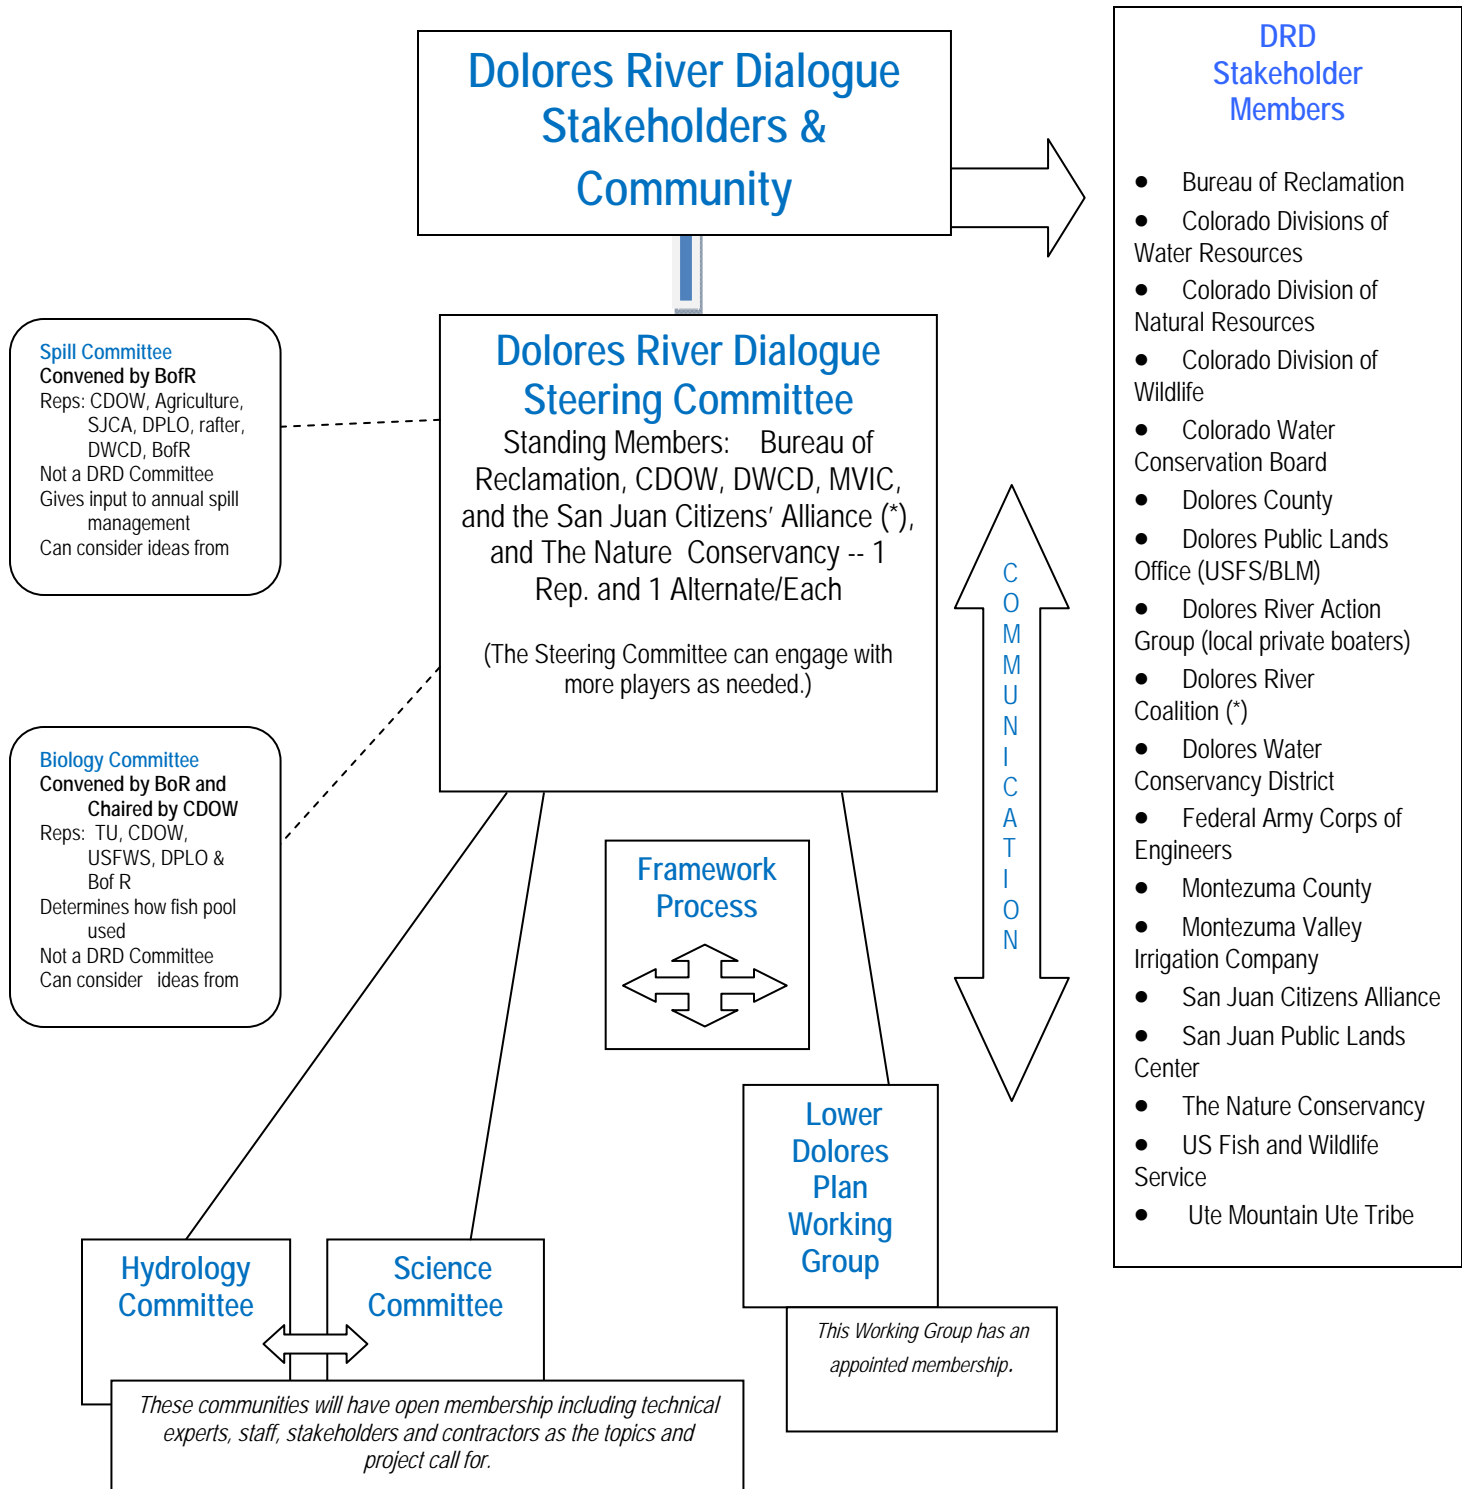 Dolores River Dialogue
Stakeholders &
Community
DRD
Stakeholder
Members
● Bureau of Reclamation
● Colorado Divisions of
Water Resources
● Colorado Division of
Natural Resources
● Colorado Division of
Wildlife
● Colorado Water
Conservation Board
● Dolores County
● Dolores Public Lands
Office (USFS/BLM)
● Dolores River Action
Group (local private boaters)
● Dolores River
Coalition (*)
● Dolores Water
Conservancy District
● Federal Army Corps of
Engineers
● Montezuma County
● Montezuma Valley
Irrigation Company
● San Juan Citizens Alliance
● San Juan Public Lands
Center
● The Nature Conservancy
● US Fish and Wildlife
Service
● Ute Mountain Ute Tribe
Spill Committee
Convened by BofR
Reps: CDOW, Agriculture,
SJCA, DPLO, rafter,
DWCD, BofR
Not a DRD Committee
Gives input to annual spill
management
Can consider ideas from
Dolores River Dialogue
Steering Committee
Standing Members: Bureau of
Reclamation, CDOW, DWCD, MVIC,
and the San Juan Citizens’ Alliance (*),
and The Nature Conservancy -- 1
Rep. and 1 Alternate/Each
(The Steering Committee can engage with
more players as needed.)
COMMUNICATION
Biology Committee
Convened by BoR and
Chaired by CDOW
Reps: TU, CDOW,
USFWS, DPLO &
Bof R
Determines how fish pool
used
Not a DRD Committee
Can consider ideas from
Framework
Process
Lower
Dolores
Plan
Working
Group
This Working Group has an
appointed membership.
Hydrology
Committee
Science
Committee
These communities will have open membership including technical
experts, staff, stakeholders and contractors as the topics and
project call for.